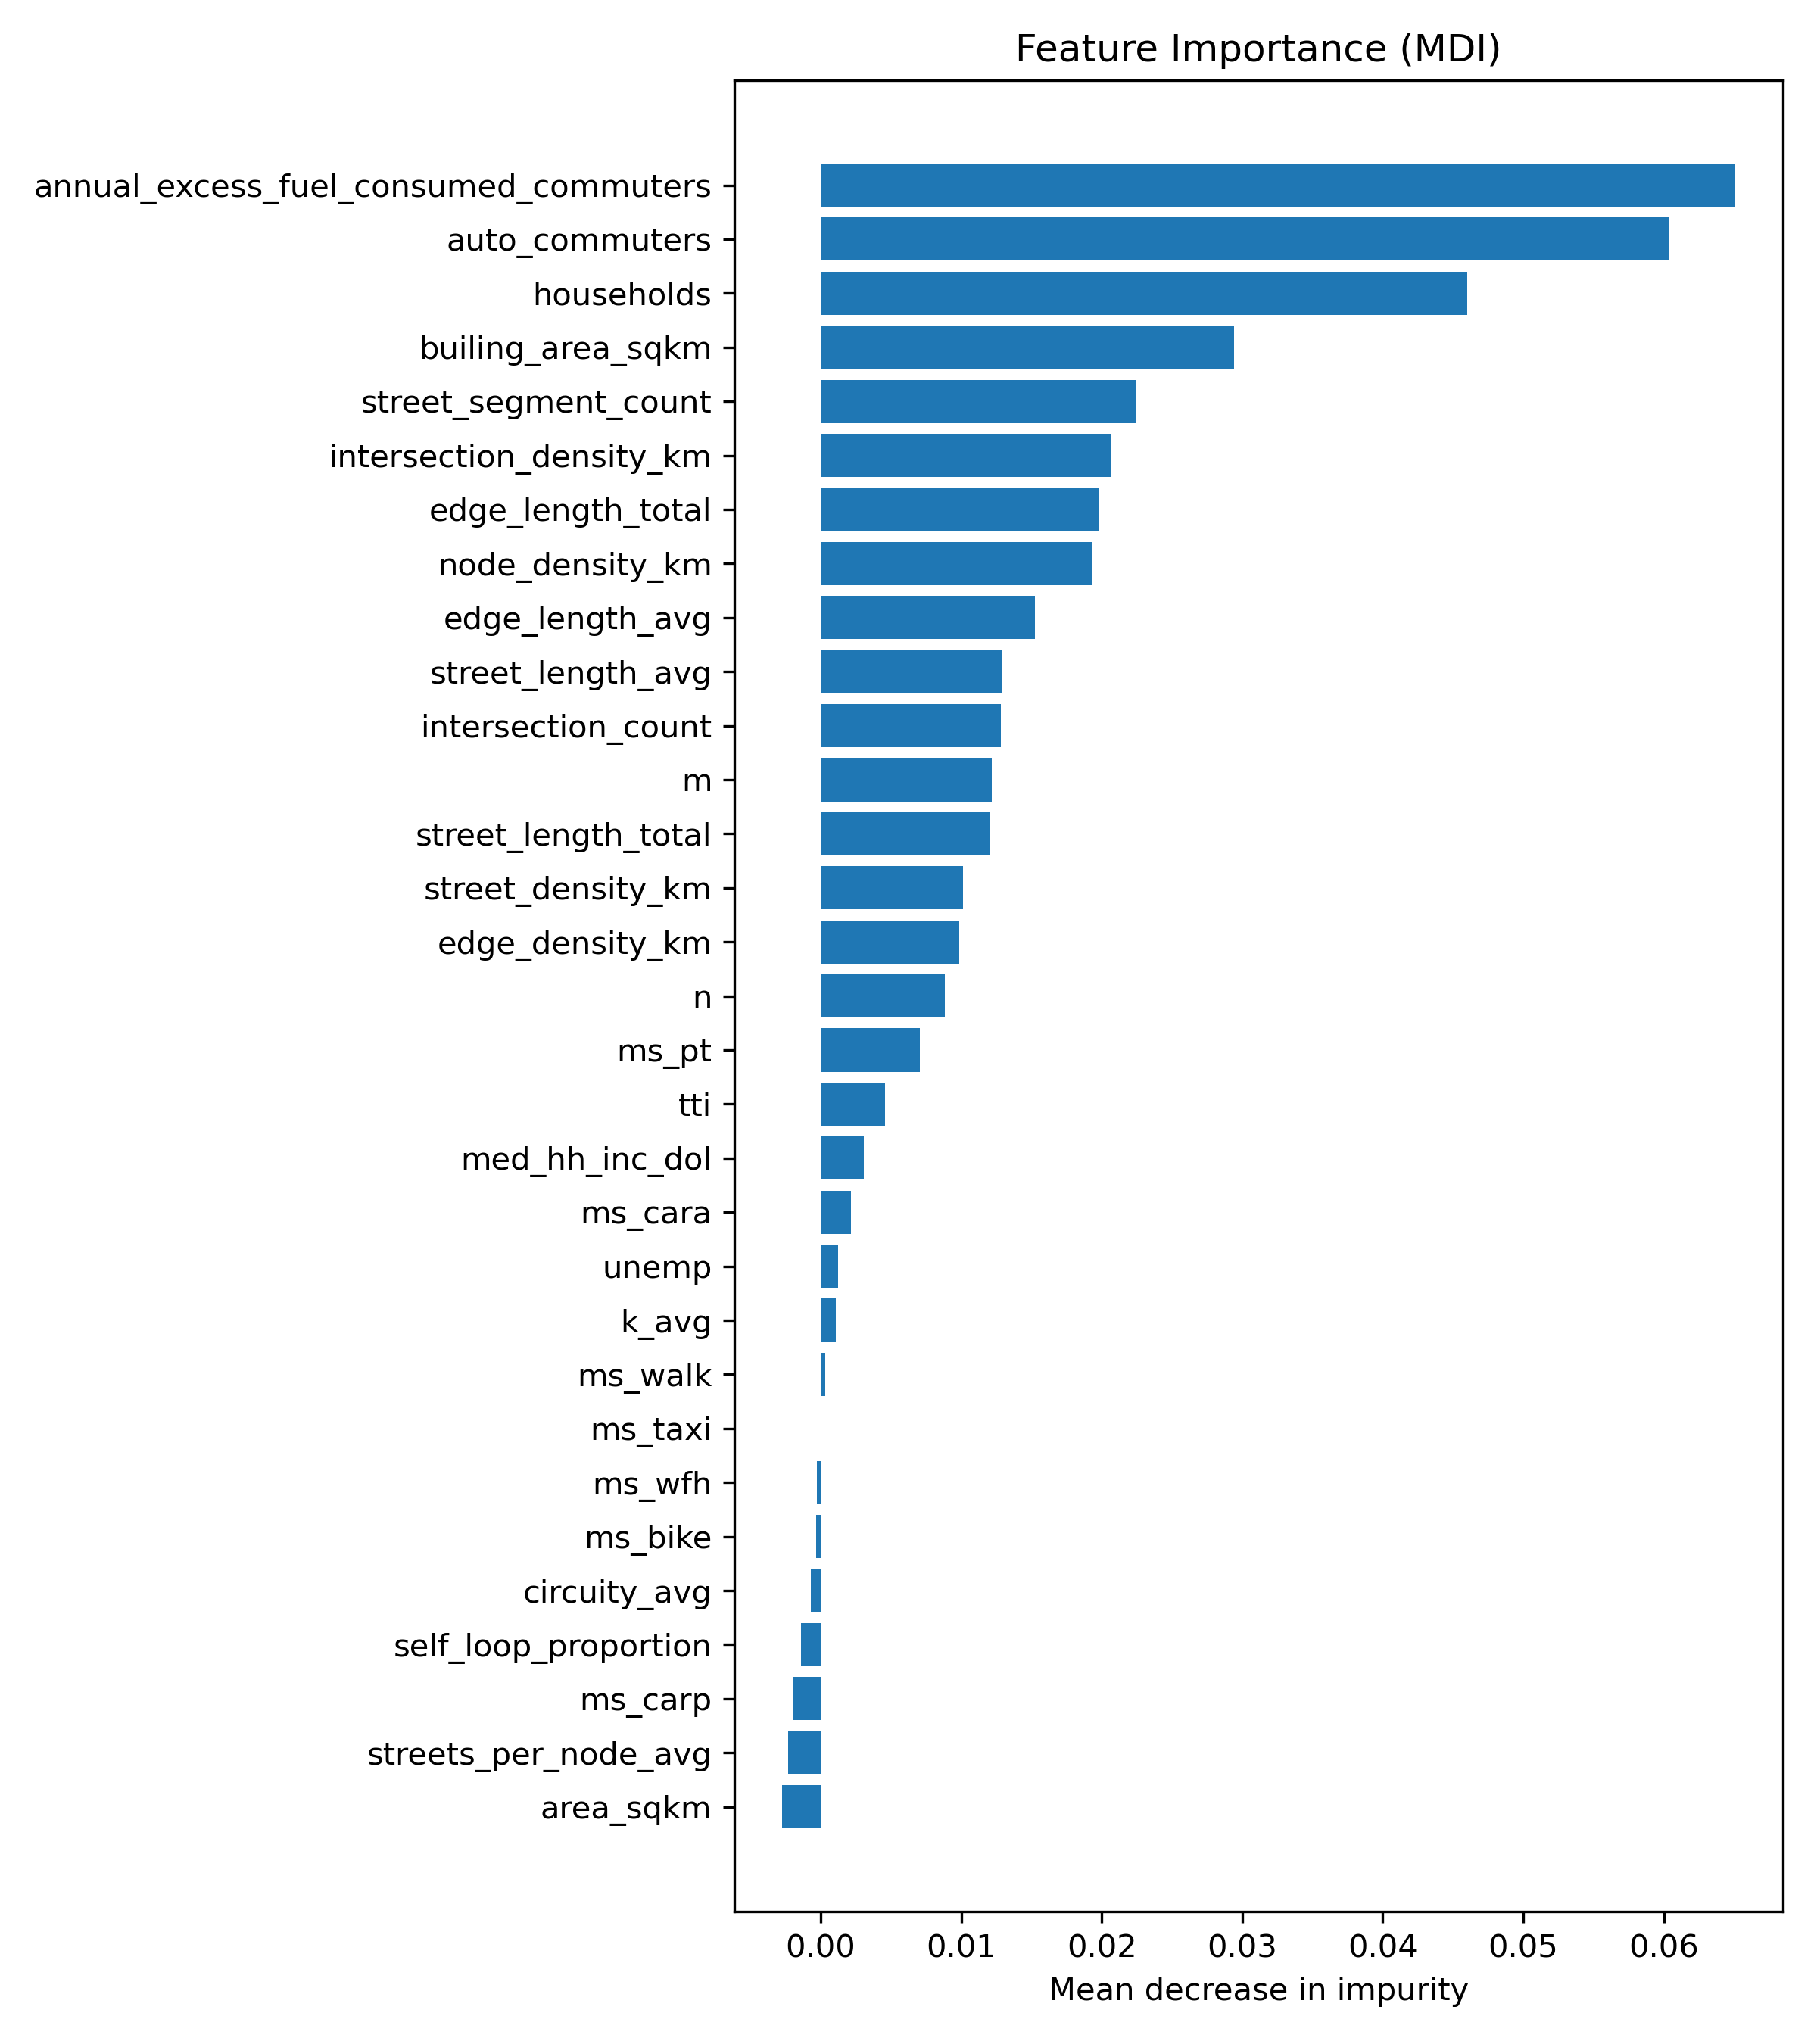 Feature Importance (MDI)
annual_excess_fuel_consumed_commuters
auto_commuters
households
builing_area_sqkm
street_segment_count
intersection_density_km
edge_length_total
node_density_km
edge_length_avg
street_length_avg
intersection_count
m
street_length_total
street_density_km
edge_density_km
n
ms_pt
tti
med_hh_inc_dol
ms_cara
unemp
k_avg
ms_walk
ms_taxi
ms_wfh
ms_bike
circuity_avg
self_loop_proportion
ms_carp
streets_per_node_avg
area_sqkm
0.00 0.01 0.02 0.03 0.04 0.05 0.06
Mean decrease in impurity